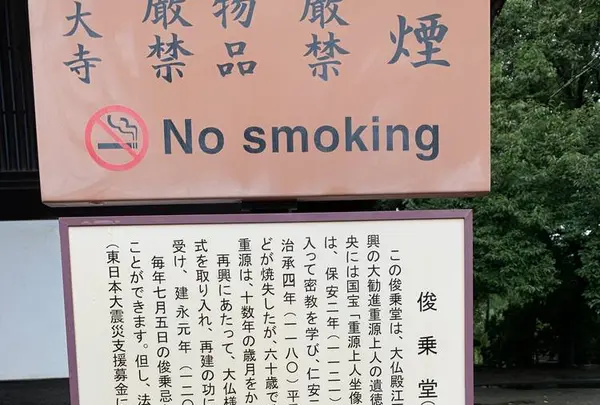 煙
厳禁
物品
厳禁
大寺
No smoking
俊乗堂（
この俊乗堂は、大仏殿江
興の大勧進重源上人の遺徳
央には国宝「重源上人坐像
は、保安二年（一一二一）
入って密教を学び、仁安二
治承四年（一一八〇）平
どが焼失したが、六十歳で
重源は、十数年の歳月をか
再興にあたって、大仏様
式を取り入れ、再建の功に
受け、建永元年（一二〇
毎年七月五日の俊乗忌
ことができます。但し、法
（東日本大震災支援募金に